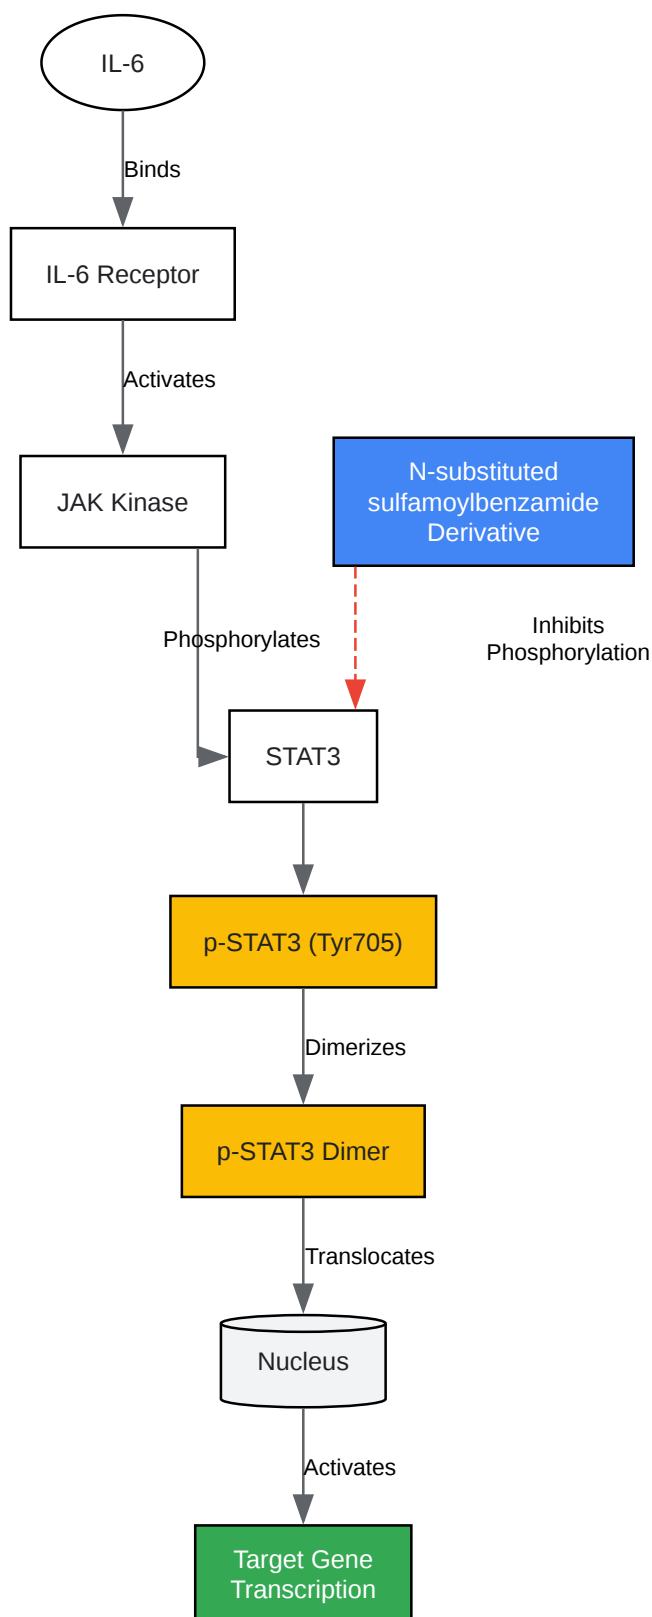 IL-6
Binds
IL-6 Receptor
Activates
JAK Kinase
N-substituted
sulfamoylbenzamide
Derivative
Phosphorylates
Inhibits
Phosphorylation
STAT3
p-STAT3 (Tyr705)
Dimerizes
p-STAT3 Dimer
Translocates
Nucleus
Activates
Target Gene
Transcription